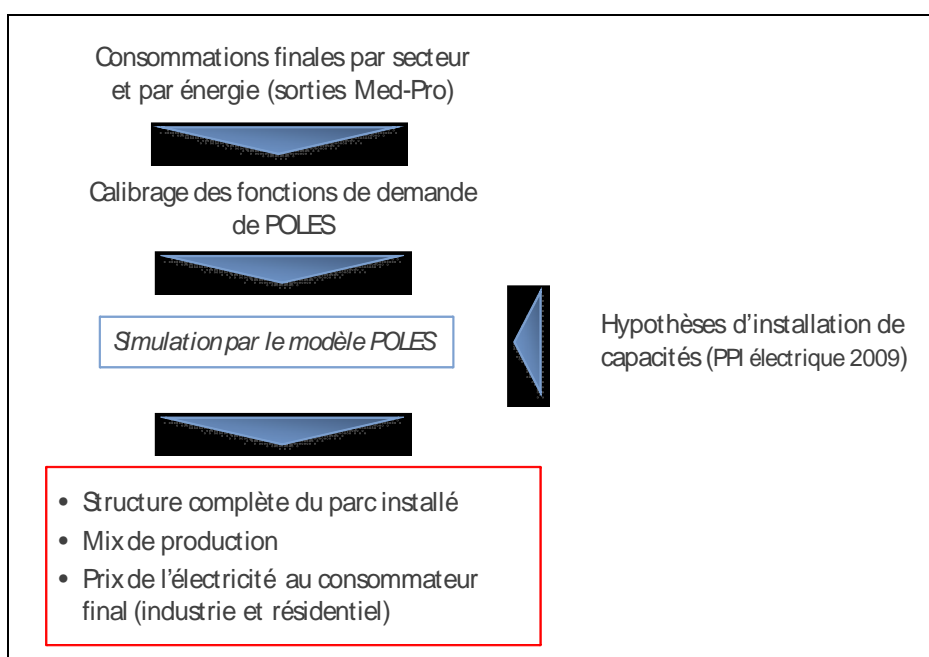 Consommations finales par secteur
et par énergie (sorties Med-Pro)
Calibrage des fonctions de demande
de POLES
Simulation par le modèle POLES
Hypothèses d'installation de
capacités (PPI électrique 2009)
• Structure complète du parc installé
• Mix de production
• Prix de l'électricité au consommateur
final (industrie et résidentiel)